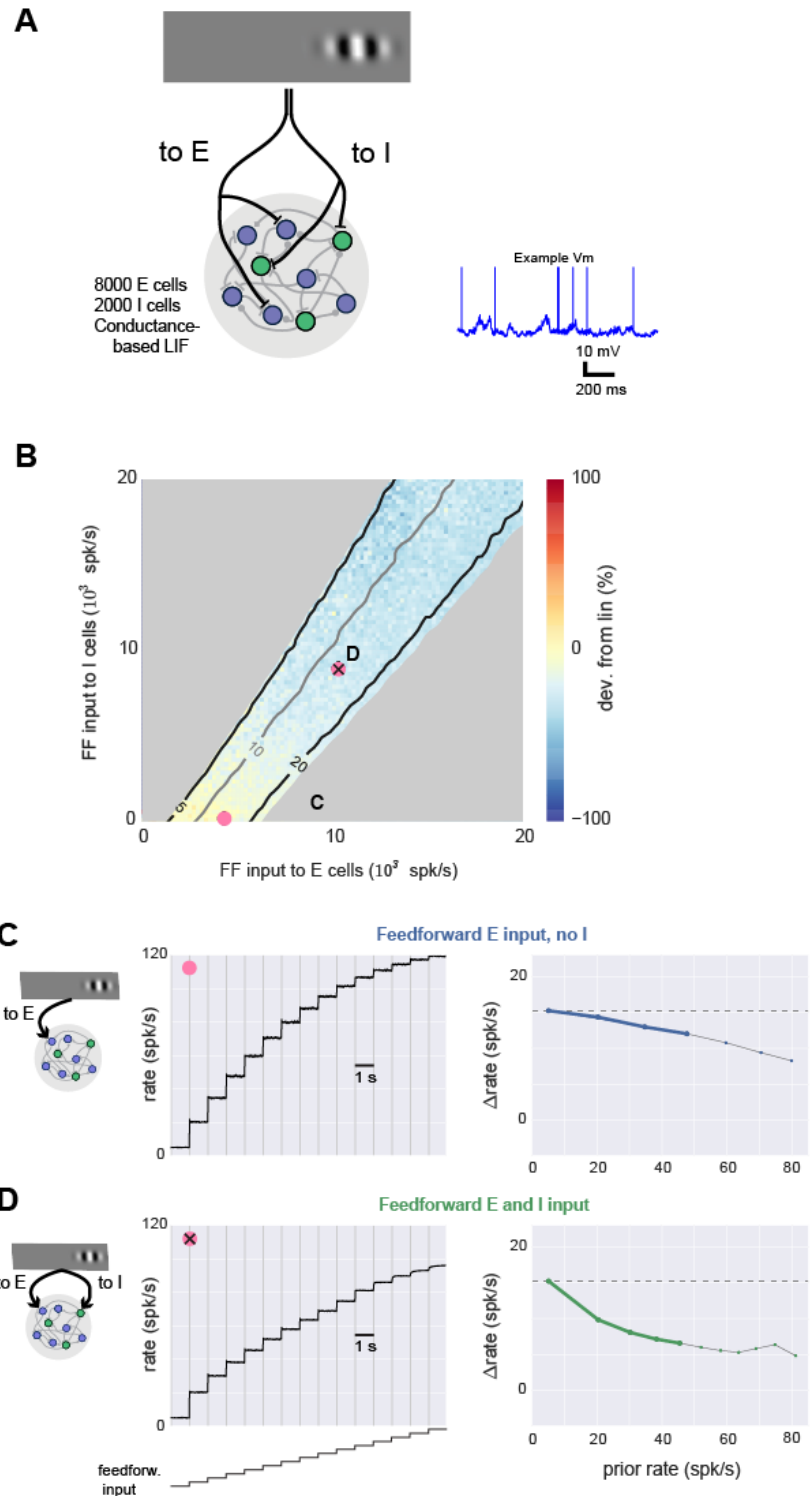 A
to E
to I
8000 E cells
2000 I cells
Conductance-
based LIF
Example Vm
10 mV
200 ms
B
20
10
0
FF input to I cells (10³ spk/s)
0
10
20
FF input to E cells (10³ spk/s)
5
10
20
D
C
100
0
−100
dev. from lin (%)
C
Feedforward E input, no I
to E
120
0
rate (spk/s)
1 s
20
0
Δrate (spk/s)
0 20 40 60 80
D
Feedforward E and I input
to E
to I
120
0
rate (spk/s)
1 s
feedforw.
input
20
0
Δrate (spk/s)
0 20 40 60 80
prior rate (spk/s)